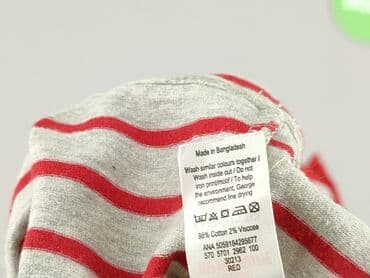 Made in Bangladesh
Wash similar colours together /
Wash inside out / Do not
iron print/motif / To help
the environment, George
recommend line drying
98% Cotton 2% Viscose
ANA 5059184295677
570 5701 2962 100
30213
RED